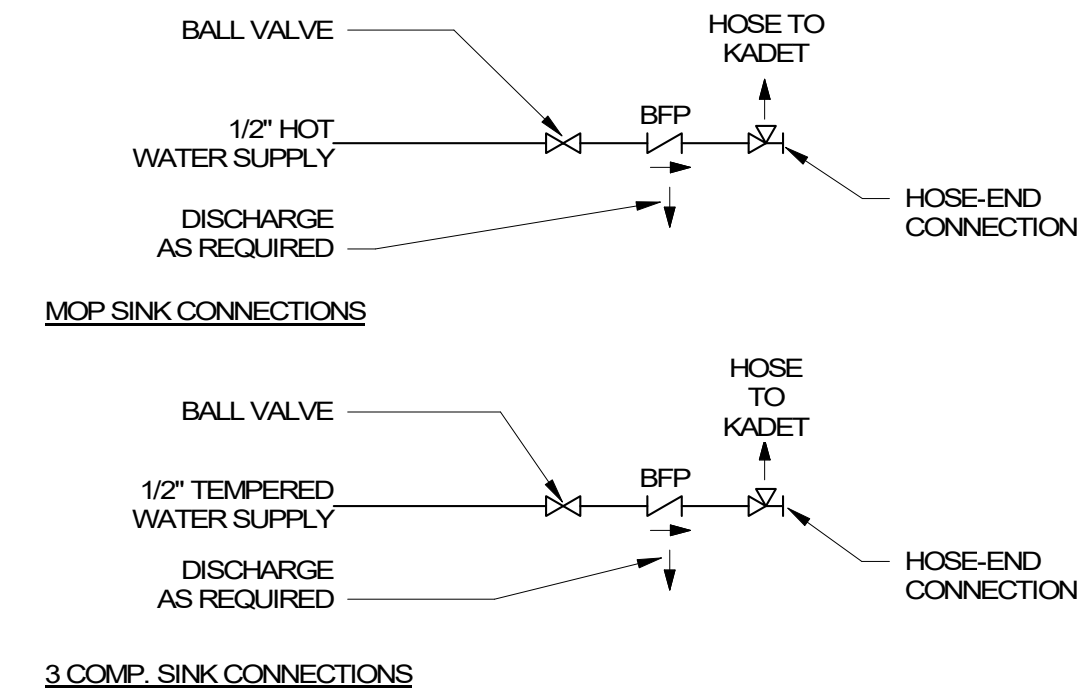 BALL VALVE
HOSE TO
KADET
1/2" HOT
WATER SUPPLY
BFP
DISCHARGE
AS REQUIRED
HOSE-END
CONNECTION
MOP SINK CONNECTIONS
HOSE
TO
KADET
BALL VALVE
1/2" TEMPERED
WATER SUPPLY
BFP
DISCHARGE
AS REQUIRED
HOSE-END
CONNECTION
3 COMP. SINK CONNECTIONS